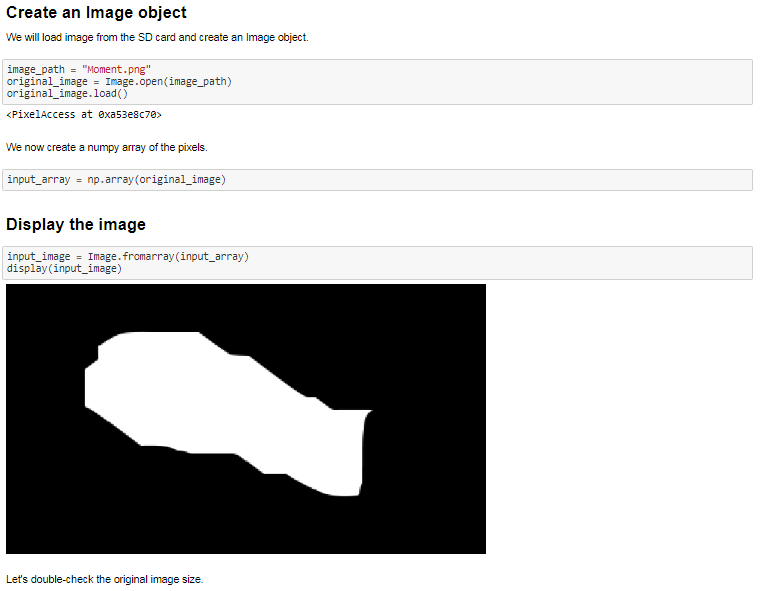 Create an Image object
We will load image from the SD card and create an Image object.
image_path = "Moment.png"
original_image = Image.open(image_path)
original_image.load()
<PixelAccess at 0xa53e8c70>
We now create a numpy array of the pixels.
input_array = np.array(original_image)
Display the image
input_image = Image.fromarray(input_array)
display(input_image)
Let's double-check the original image size.